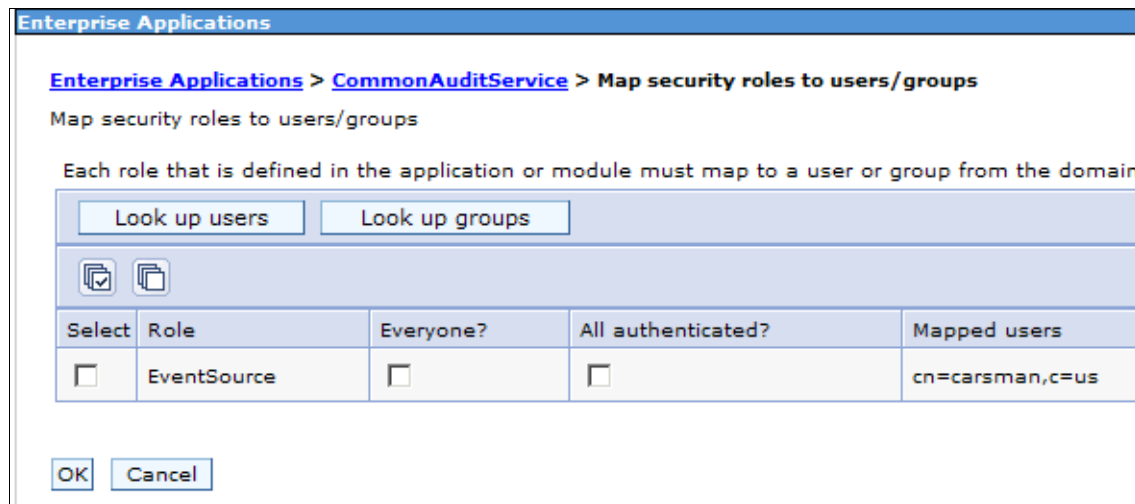 Enterprise Applications
Enterprise Applications > CommonAuditService > Map security roles to users/groups
Map security roles to users/groups
Each role that is defined in the application or module must map to a user or group from the domain
Look up users Look up groups
Select Role Everyone? All authenticated? Mapped users
EventSource cn=carsman,c=us
OK Cancel